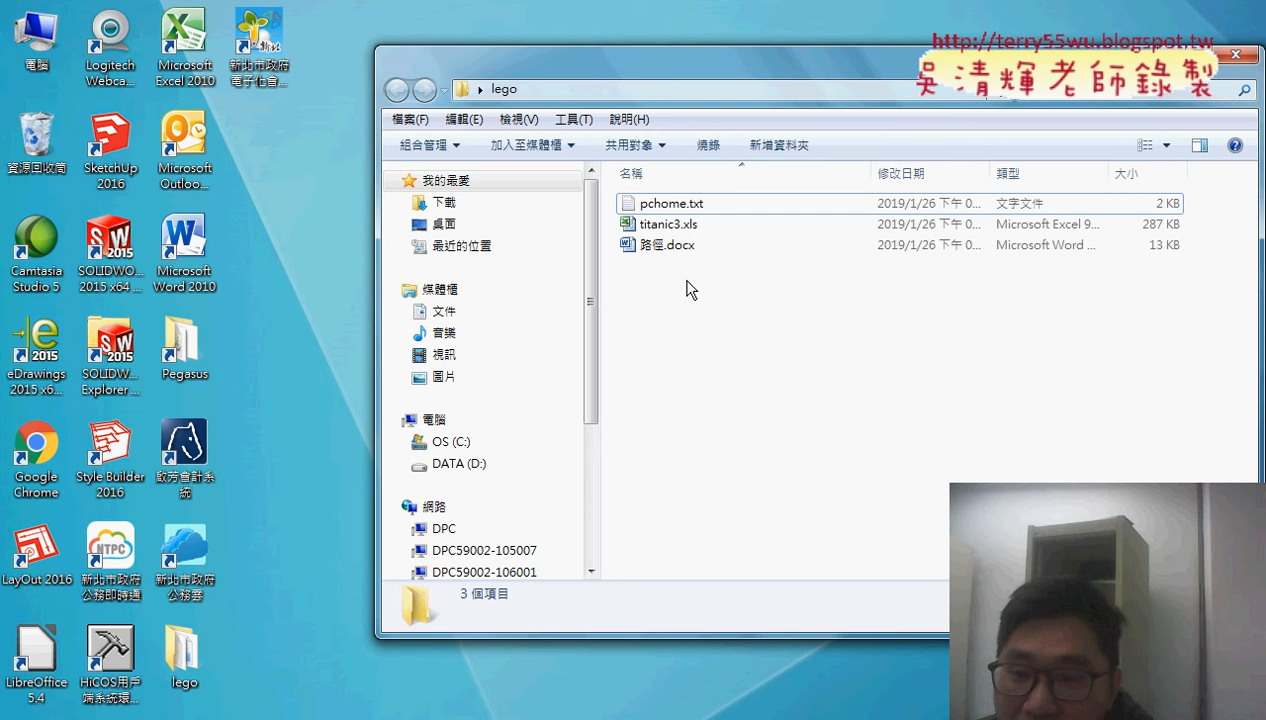 http://terry55wu.blogspot.tw
吳清輝老師錄製
電腦
Logitech
Webca...
Microsoft
Excel 2010
新北市政府
電子化會...
資源回收筒
SketchUp
2016
Microsoft
Outloo...
Camtasia
Studio 5
SOLIDWO...
2015 x64 ...
Microsoft
Word 2010
eDrawings
2015 x6...
SOLIDW...
Explorer ...
Pegasus
Google
Chrome
Style Builder
2016
啟芳會計系
統
LayOut 2016
新北市政府
公務即時通
新北市政府
公務雲
LibreOffice
5.4
HiCOS用戶
端系統環...
lego
lego
檔案(F) 編輯(E) 檢視(V) 工具(T) 說明(H)
組合管理 加入至媒體櫃 共用對象 燒錄 新增資料夾
我的最愛
下載
桌面
最近的位置
媒體櫃
文件
音樂
視訊
圖片
電腦
OS (C:)
DATA (D:)
網路
DPC
DPC59002-105007
DPC59002-106001
名稱 修改日期 類型 大小
pchome.txt 2019/1/26 下午 0... 文字文件 2 KB
titanic3.xls 2019/1/26 下午 0... Microsoft Excel 9... 287 KB
路徑.docx 2019/1/26 下午 0... Microsoft Word ... 13 KB
3 個項目